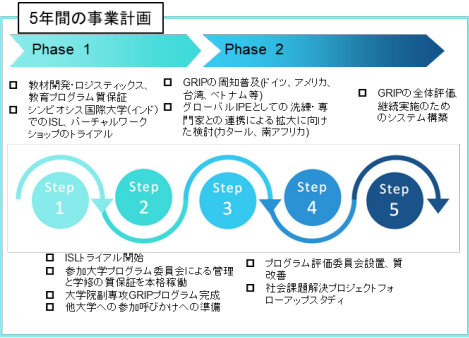 5年間の事業計画
Phase 1
Phase 2
教材開発・ロジスティックス、
教育プログラム質保証
シンビオシス国際大学(インド)
でのISL、バーチャルワーク
ショップのトライアル
GRIPの周知普及(ドイツ、アメリカ、
台湾、ベトナム等)
グローバルIPEとしての洗練・専
門家との連携による拡大に向け
た検討(カタール、南アフリカ)
GRIPの全体評価、
継続実施のため
のシステム構築
Step
1
Step
2
Step
3
Step
4
Step
5
ISLトライアル開始
参加大学プログラム委員会による管理
と学修の質保証を本格稼働
大学院副専攻GRIPプログラム完成
他大学への参加呼びかけへの準備
プログラム評価委員会設置、質
改善
社会課題解決プロジェクトフォ
ローアップスタディ